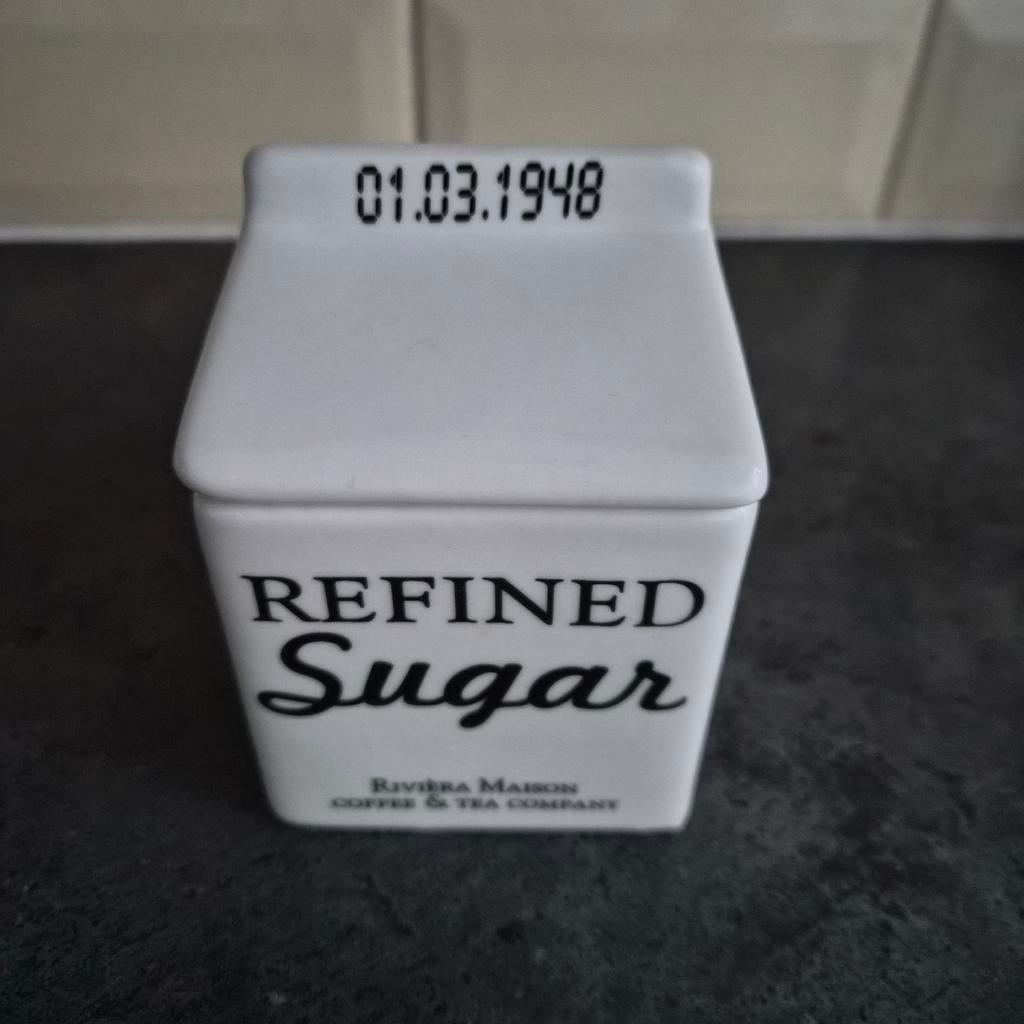 01.03.1948
REFINED
Sugar
RIVIÈRA MAISON
COFFEE & TEA COMPANY